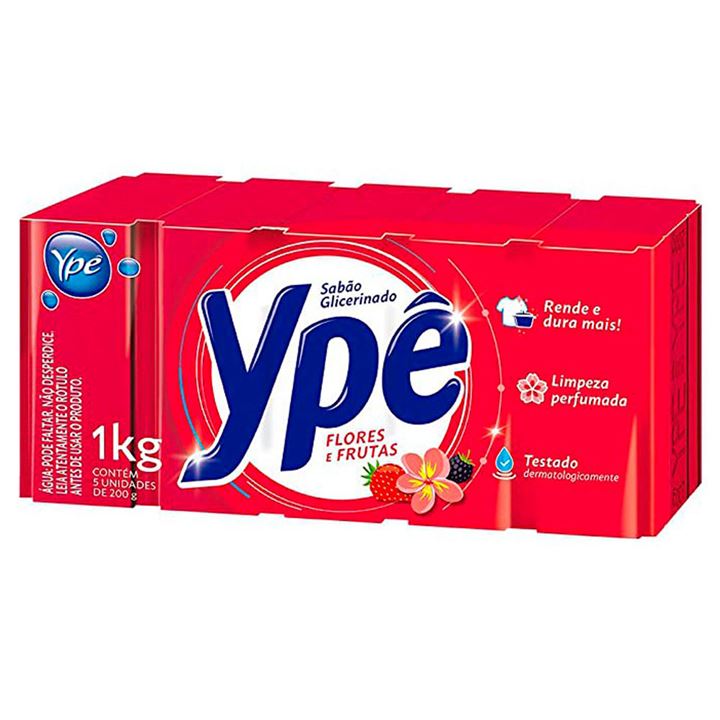 Ypê
ÁGUA: PODE FALTAR. NÃO DESPERDICE.
LEIA ATENTAMENTE O RÓTULO
ANTES DE USAR O PRODUTO.
1kg
CONTÉM
5 UNIDADES
DE 200 g
Sabão
Glicerinado
Ypê
FLORES
E FRUTAS
Rende e
dura mais!
Limpeza
perfumada
Testado
dermatologicamente